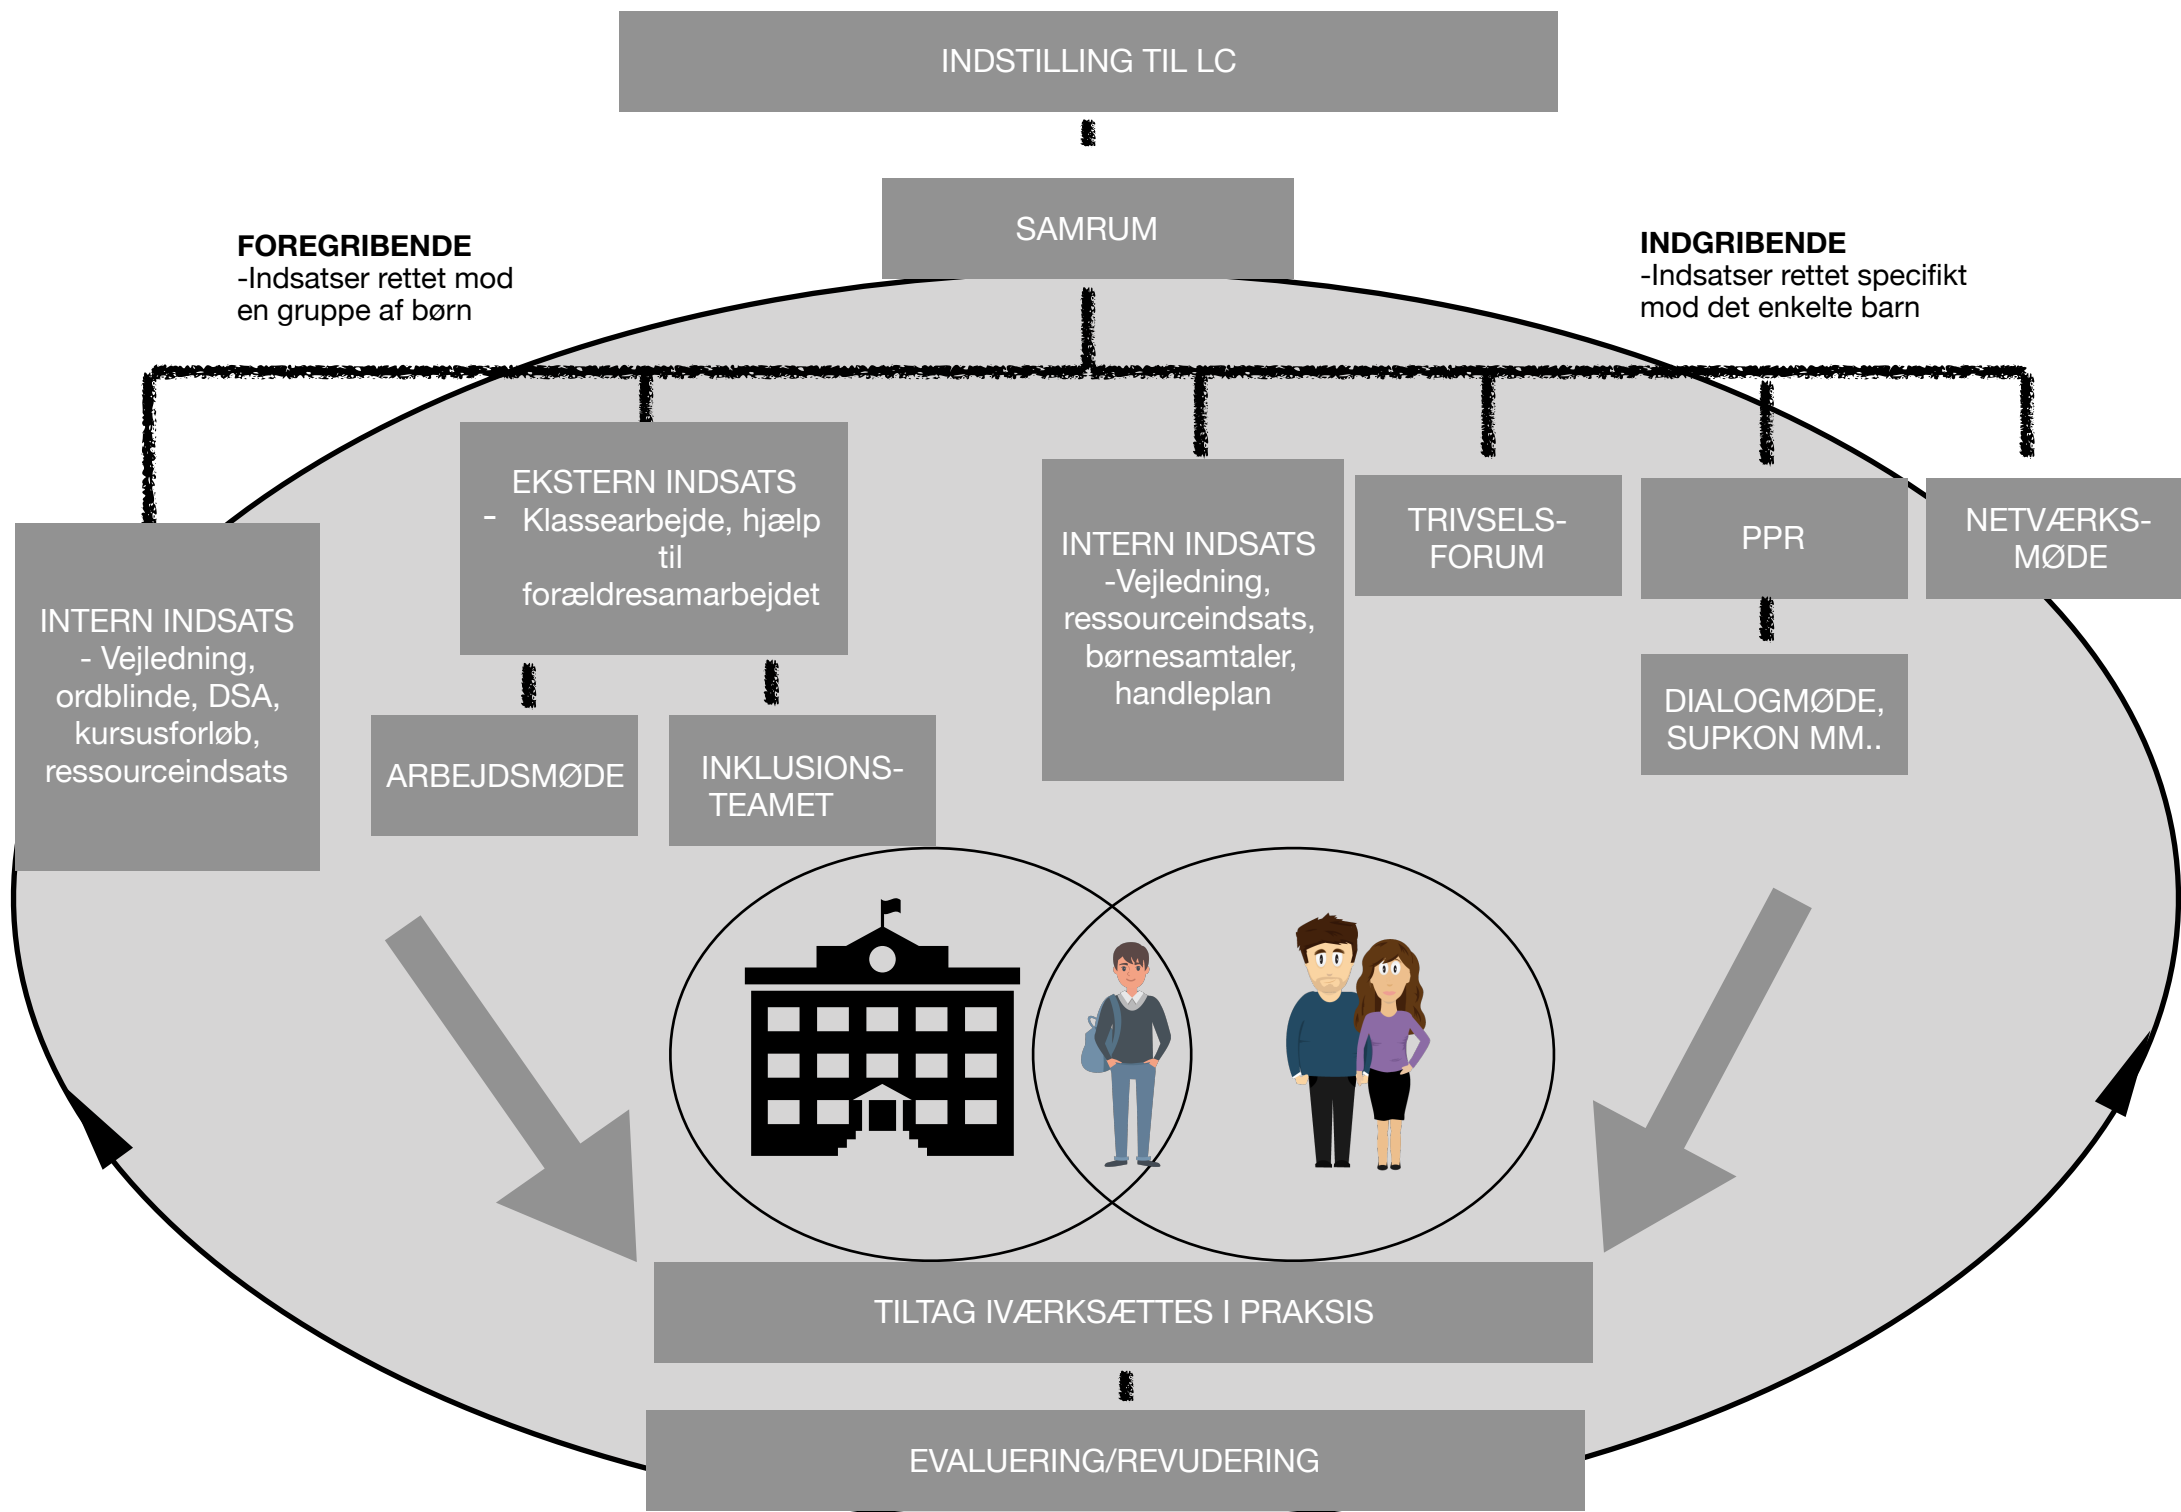 INDSTILLING TIL LC
SAMRUM
FOREGRIBENDE
-Indsatser rettet mod
en gruppe af børn
INDGRIBENDE
-Indsatser rettet specifikt
mod det enkelte barn
INTERN INDSATS
- Vejledning,
ordblinde, DSA,
kursusforløb,
ressourceindsats
EKSTERN INDSATS
- Klassearbejde, hjælp
til
forældresamarbejdet
ARBEJDSMØDE
INKLUSIONS-
TEAMET
INTERN INDSATS
-Vejledning,
ressourceindsats,
børnesamtaler,
handleplan
TRIVSELS-
FORUM
PPR
DIALOGMØDE,
SUPKON MM..
NETVÆRKS-
MØDE
TILTAG IVÆRKSÆTTES I PRAKSIS
EVALUERING/REVUDERING